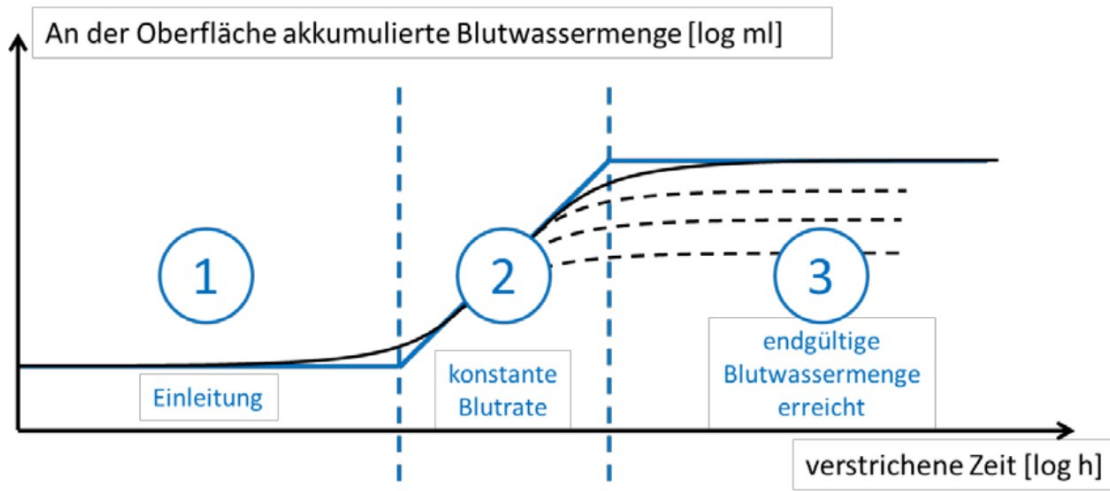 An der Oberfläche akkumulierte Blutwassermenge [log ml]
1
2
3
Einleitung
konstante
Blutrate
endgültige
Blutwassermenge
erreicht
verstrichene Zeit [log h]